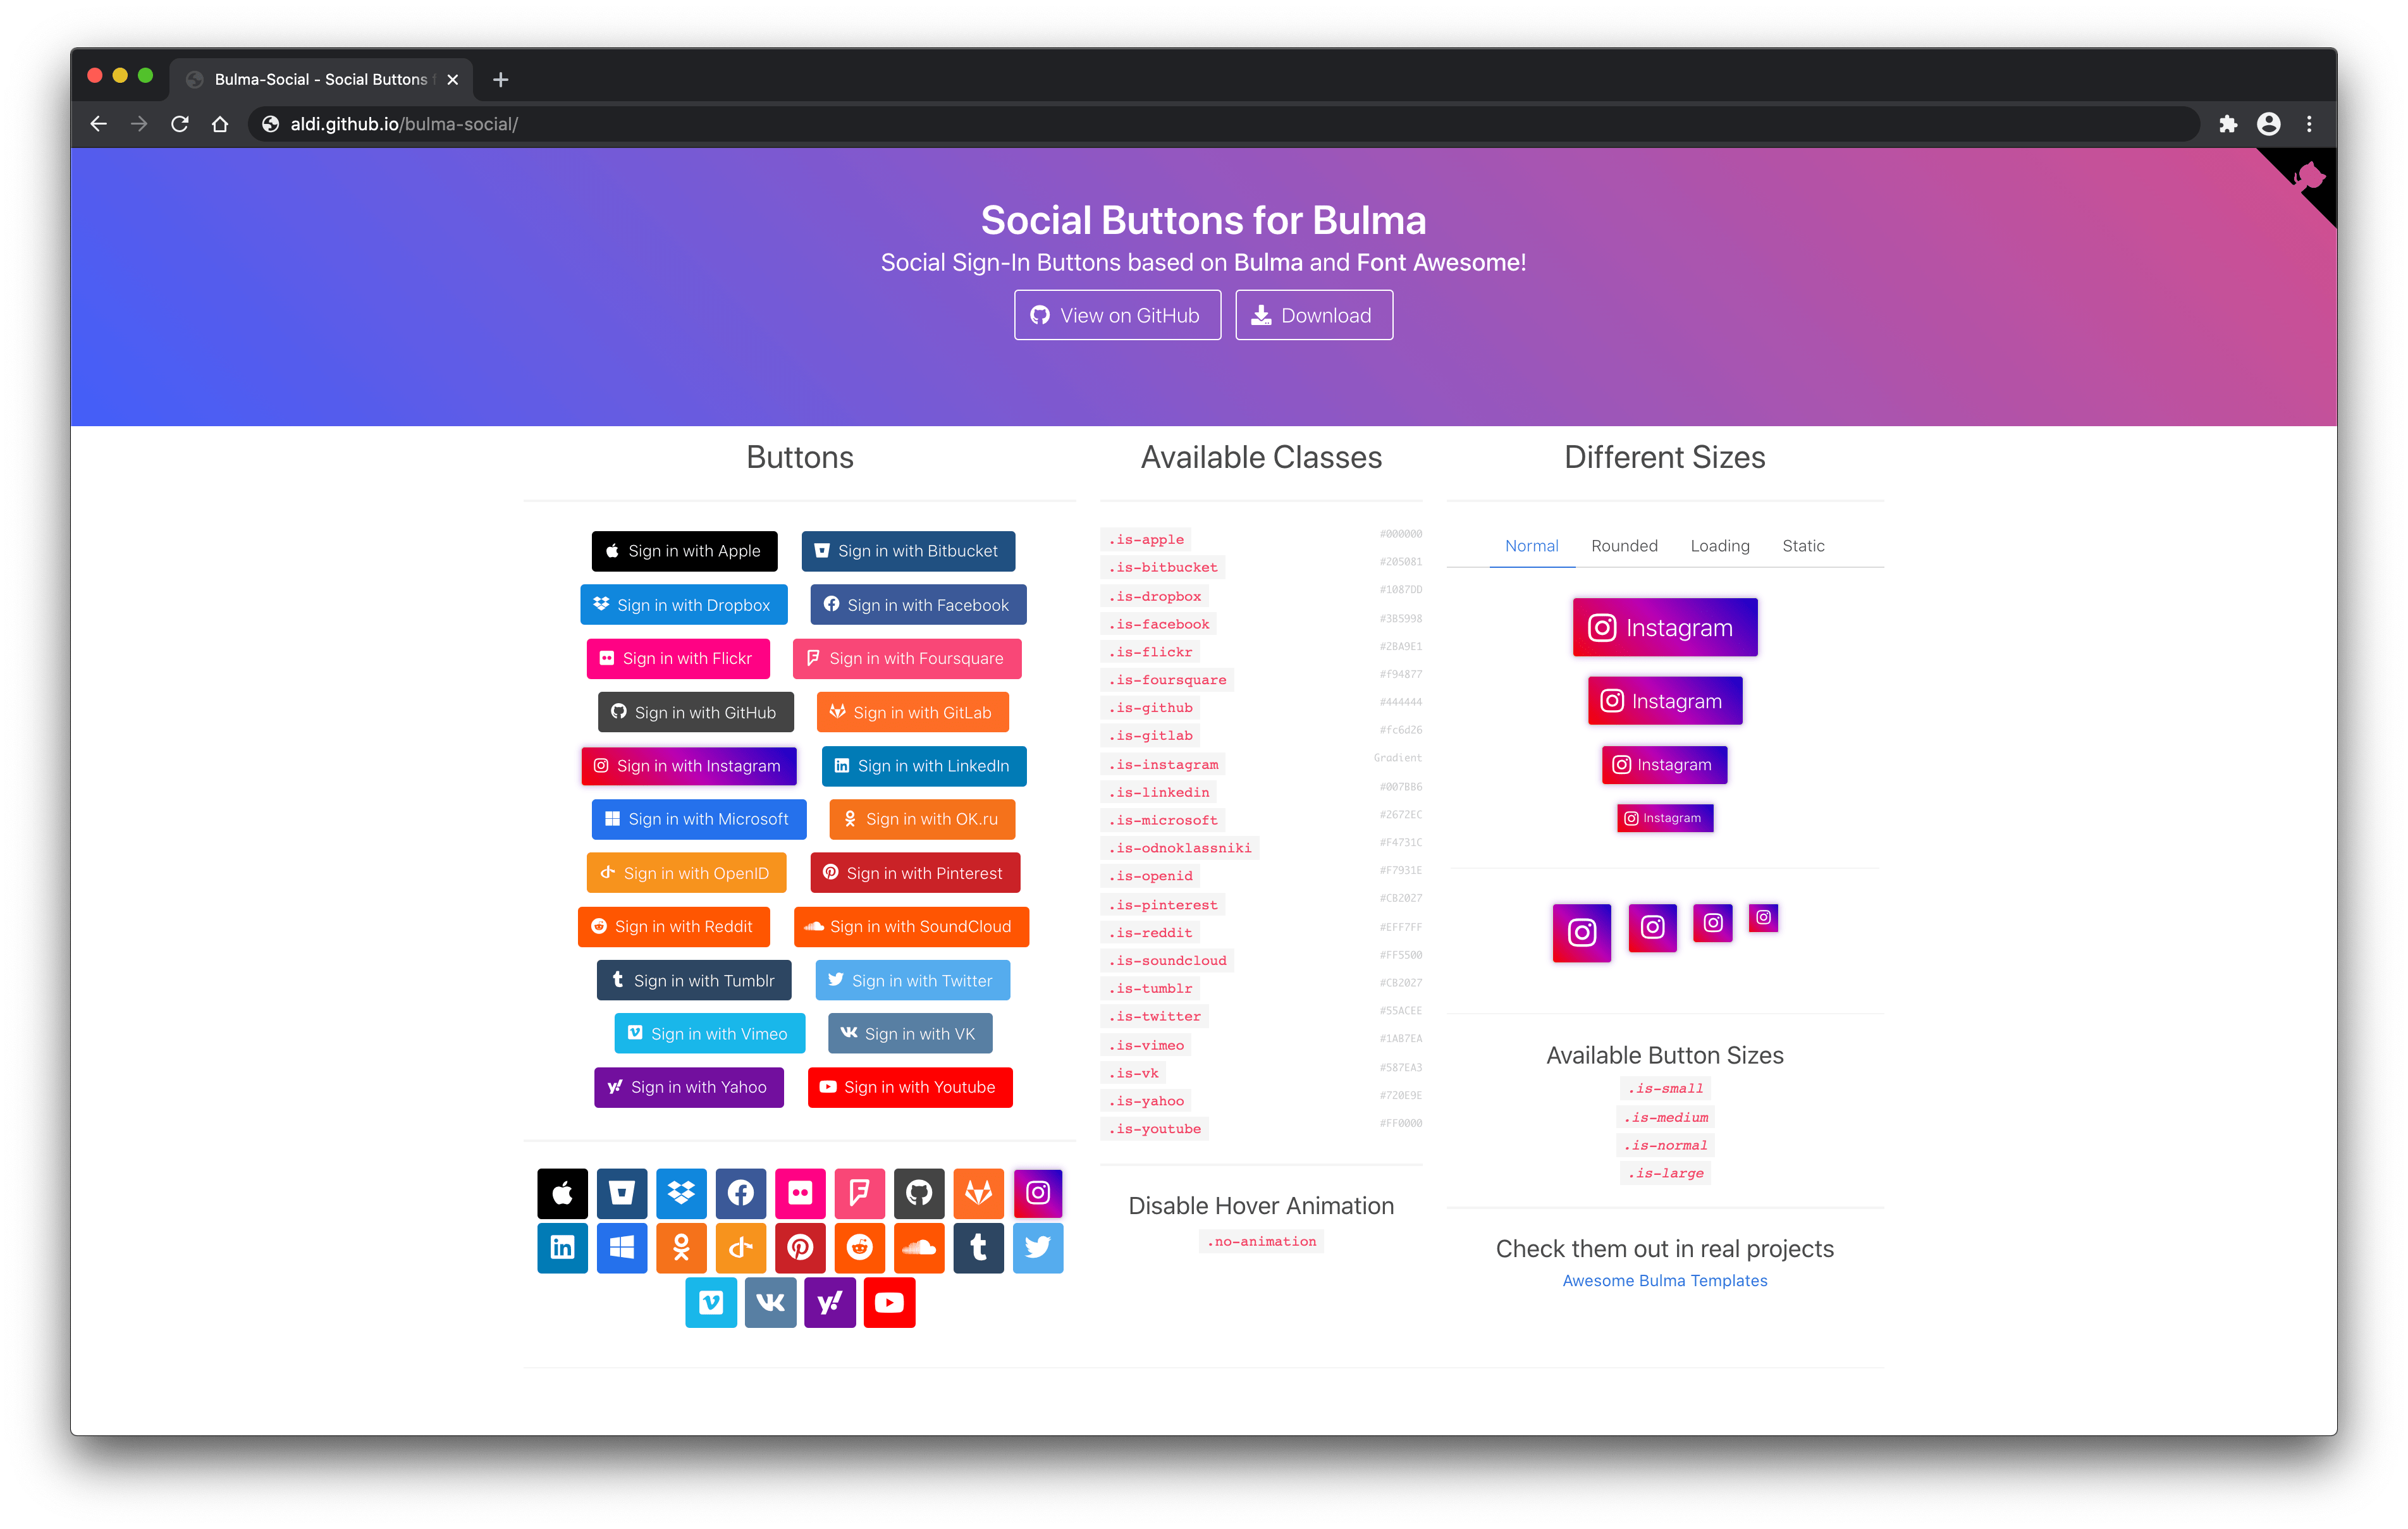 Bulma-Social - Social Buttons f
aldi.github.io/bulma-social/
Social Buttons for Bulma
Social Sign-In Buttons based on Bulma and Font Awesome!
View on GitHub
Download
Buttons
Sign in with Apple
Sign in with Bitbucket
Sign in with Dropbox
Sign in with Facebook
Sign in with Flickr
Sign in with Foursquare
Sign in with GitHub
Sign in with GitLab
Sign in with Instagram
Sign in with LinkedIn
Sign in with Microsoft
Sign in with OK.ru
Sign in with OpenID
Sign in with Pinterest
Sign in with Reddit
Sign in with SoundCloud
Sign in with Tumblr
Sign in with Twitter
Sign in with Vimeo
Sign in with VK
Sign in with Yahoo
Sign in with Youtube
Available Classes
.is-apple #000000
.is-bitbucket #205081
.is-dropbox #1087DD
.is-facebook #3B5998
.is-flickr #2BA9E1
.is-foursquare #f94877
.is-github #444444
.is-gitlab #fc6d26
.is-instagram Gradient
.is-linkedin #007BB6
.is-microsoft #2672EC
.is-odnoklassniki #F4731C
.is-openid #F7931E
.is-pinterest #CB2027
.is-reddit #EFF7FF
.is-soundcloud #FF5500
.is-tumblr #CB2027
.is-twitter #55ACEE
.is-vimeo #1AB7EA
.is-vk #587EA3
.is-yahoo #720E9E
.is-youtube #FF0000
Disable Hover Animation
.no-animation
Different Sizes
Normal Rounded Loading Static
Instagram
Instagram
Instagram
Instagram
Available Button Sizes
.is-small
.is-medium
.is-normal
.is-large
Check them out in real projects
Awesome Bulma Templates